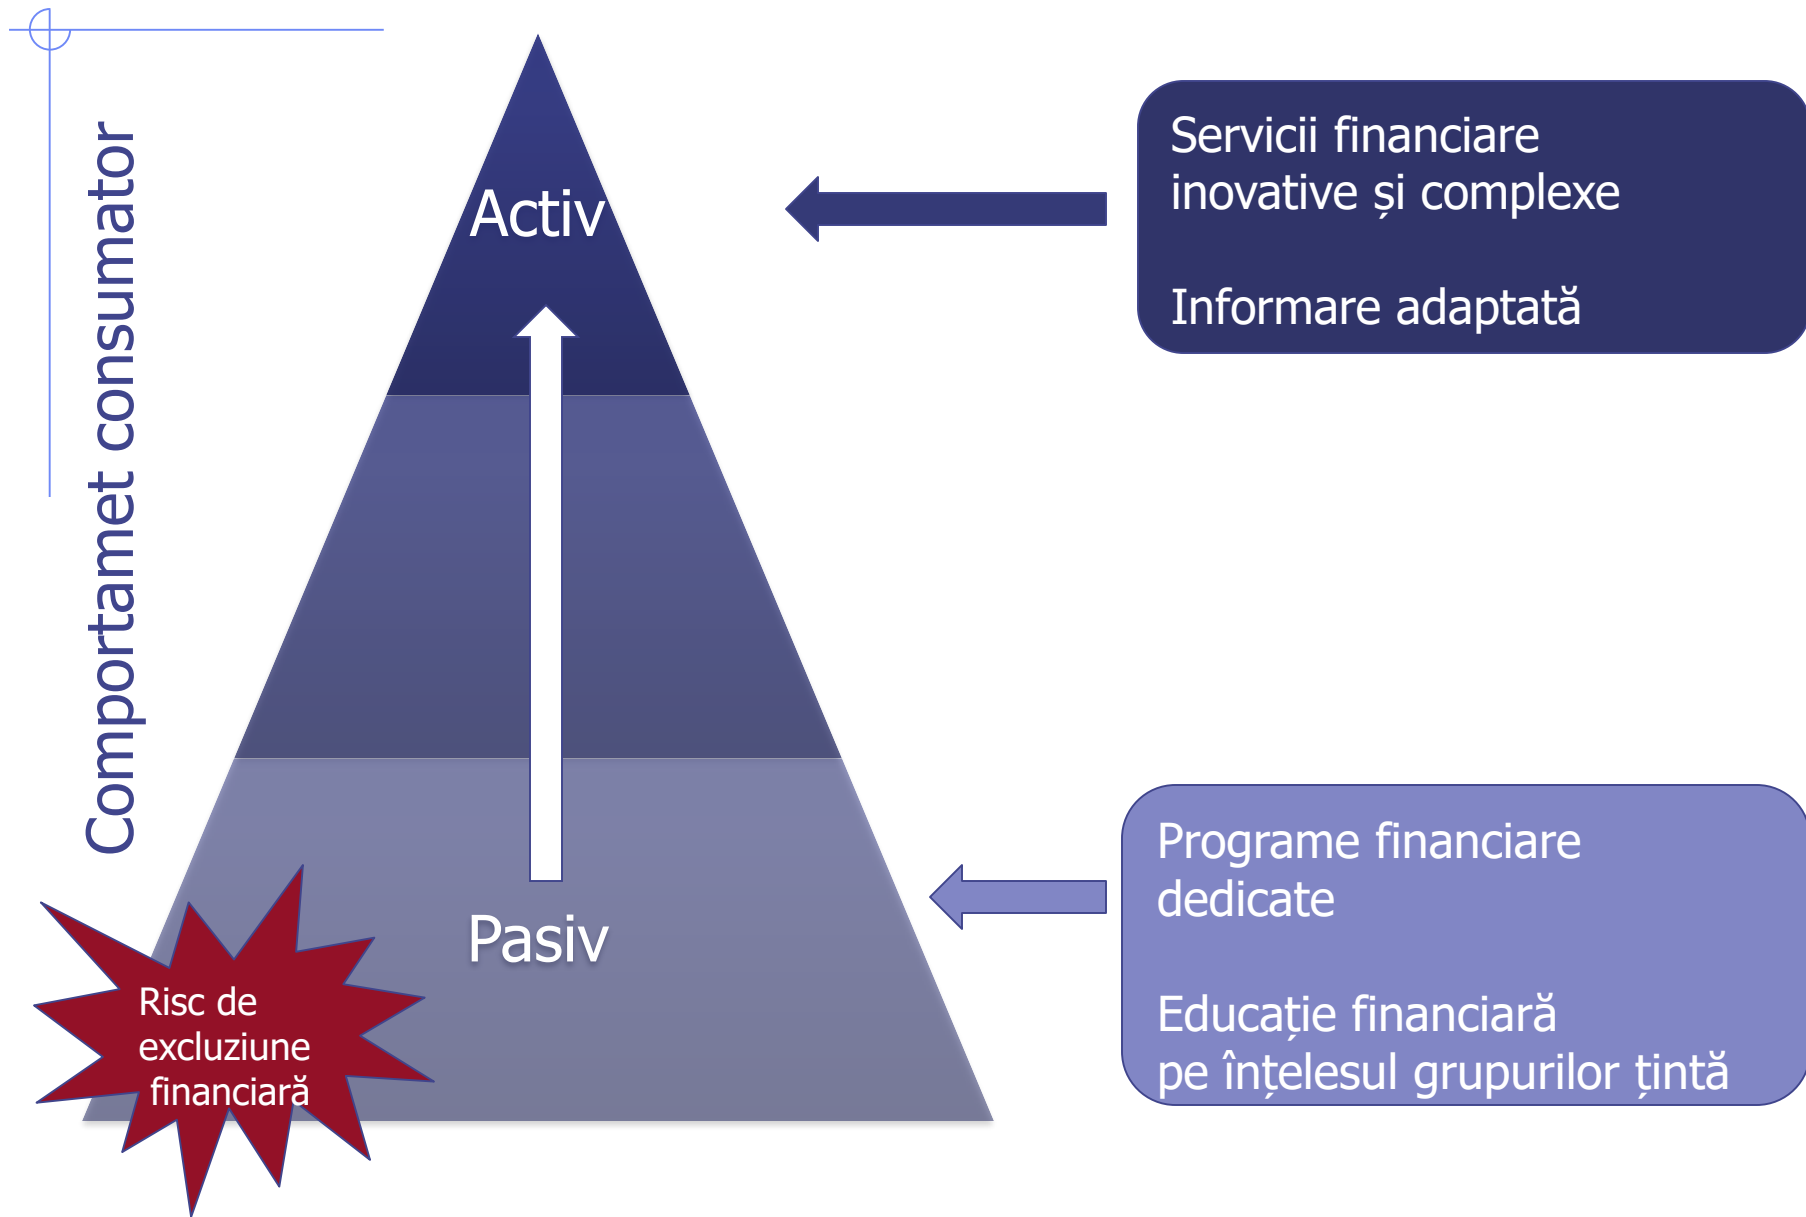 Comportamet consumator
Activ
Servicii financiare
inovative și complexe
Informare adaptată
Pasiv
Programe financiare
dedicate
Educație financiară
pe înțelesul grupurilor țintă
Risc de
excluziune
financiară